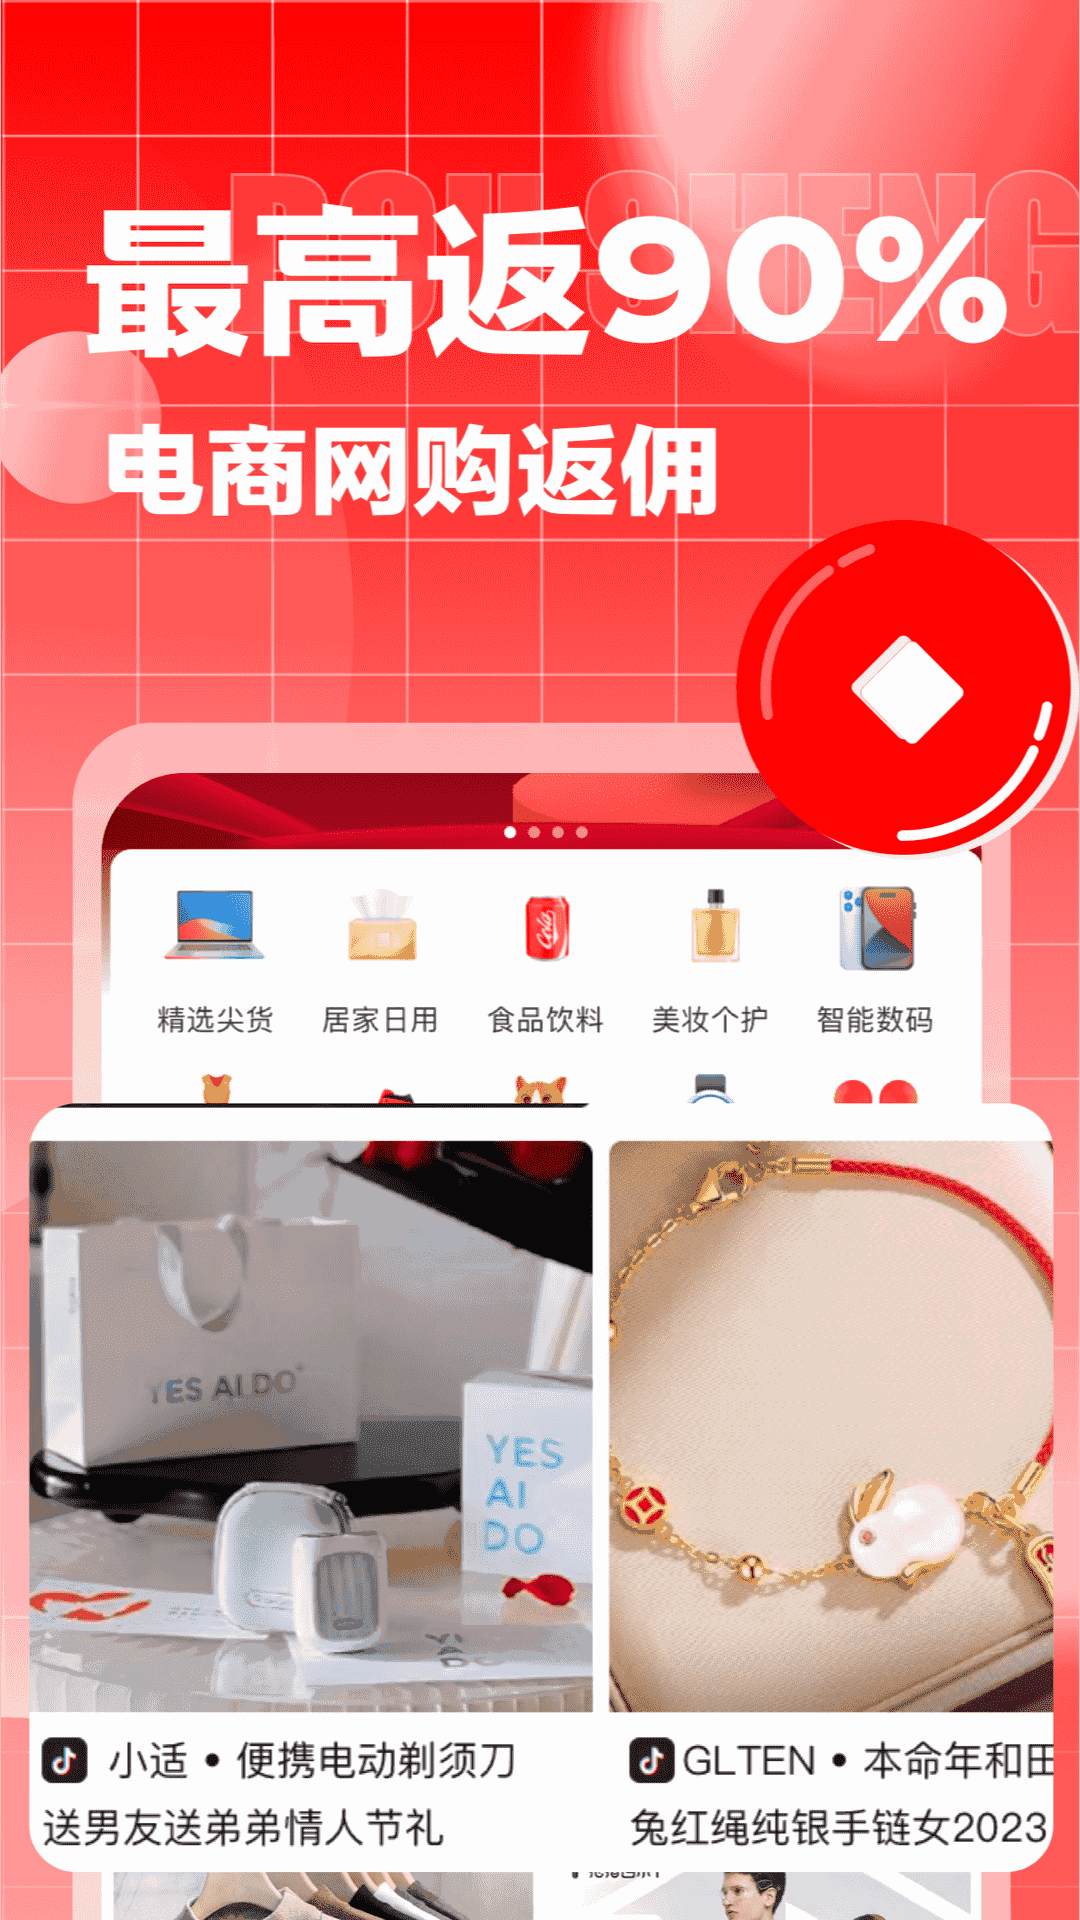 DOU SHENG
最高返90%
电商网购返佣
精选尖货 居家日用 食品饮料 美妆个护 智能数码
Cola
YES AI DO
YES
AI
DO
小适 • 便携电动剃须刀
送男友送弟弟情人节礼
GLTEN • 本命年和田
兔红绳纯银手链女2023